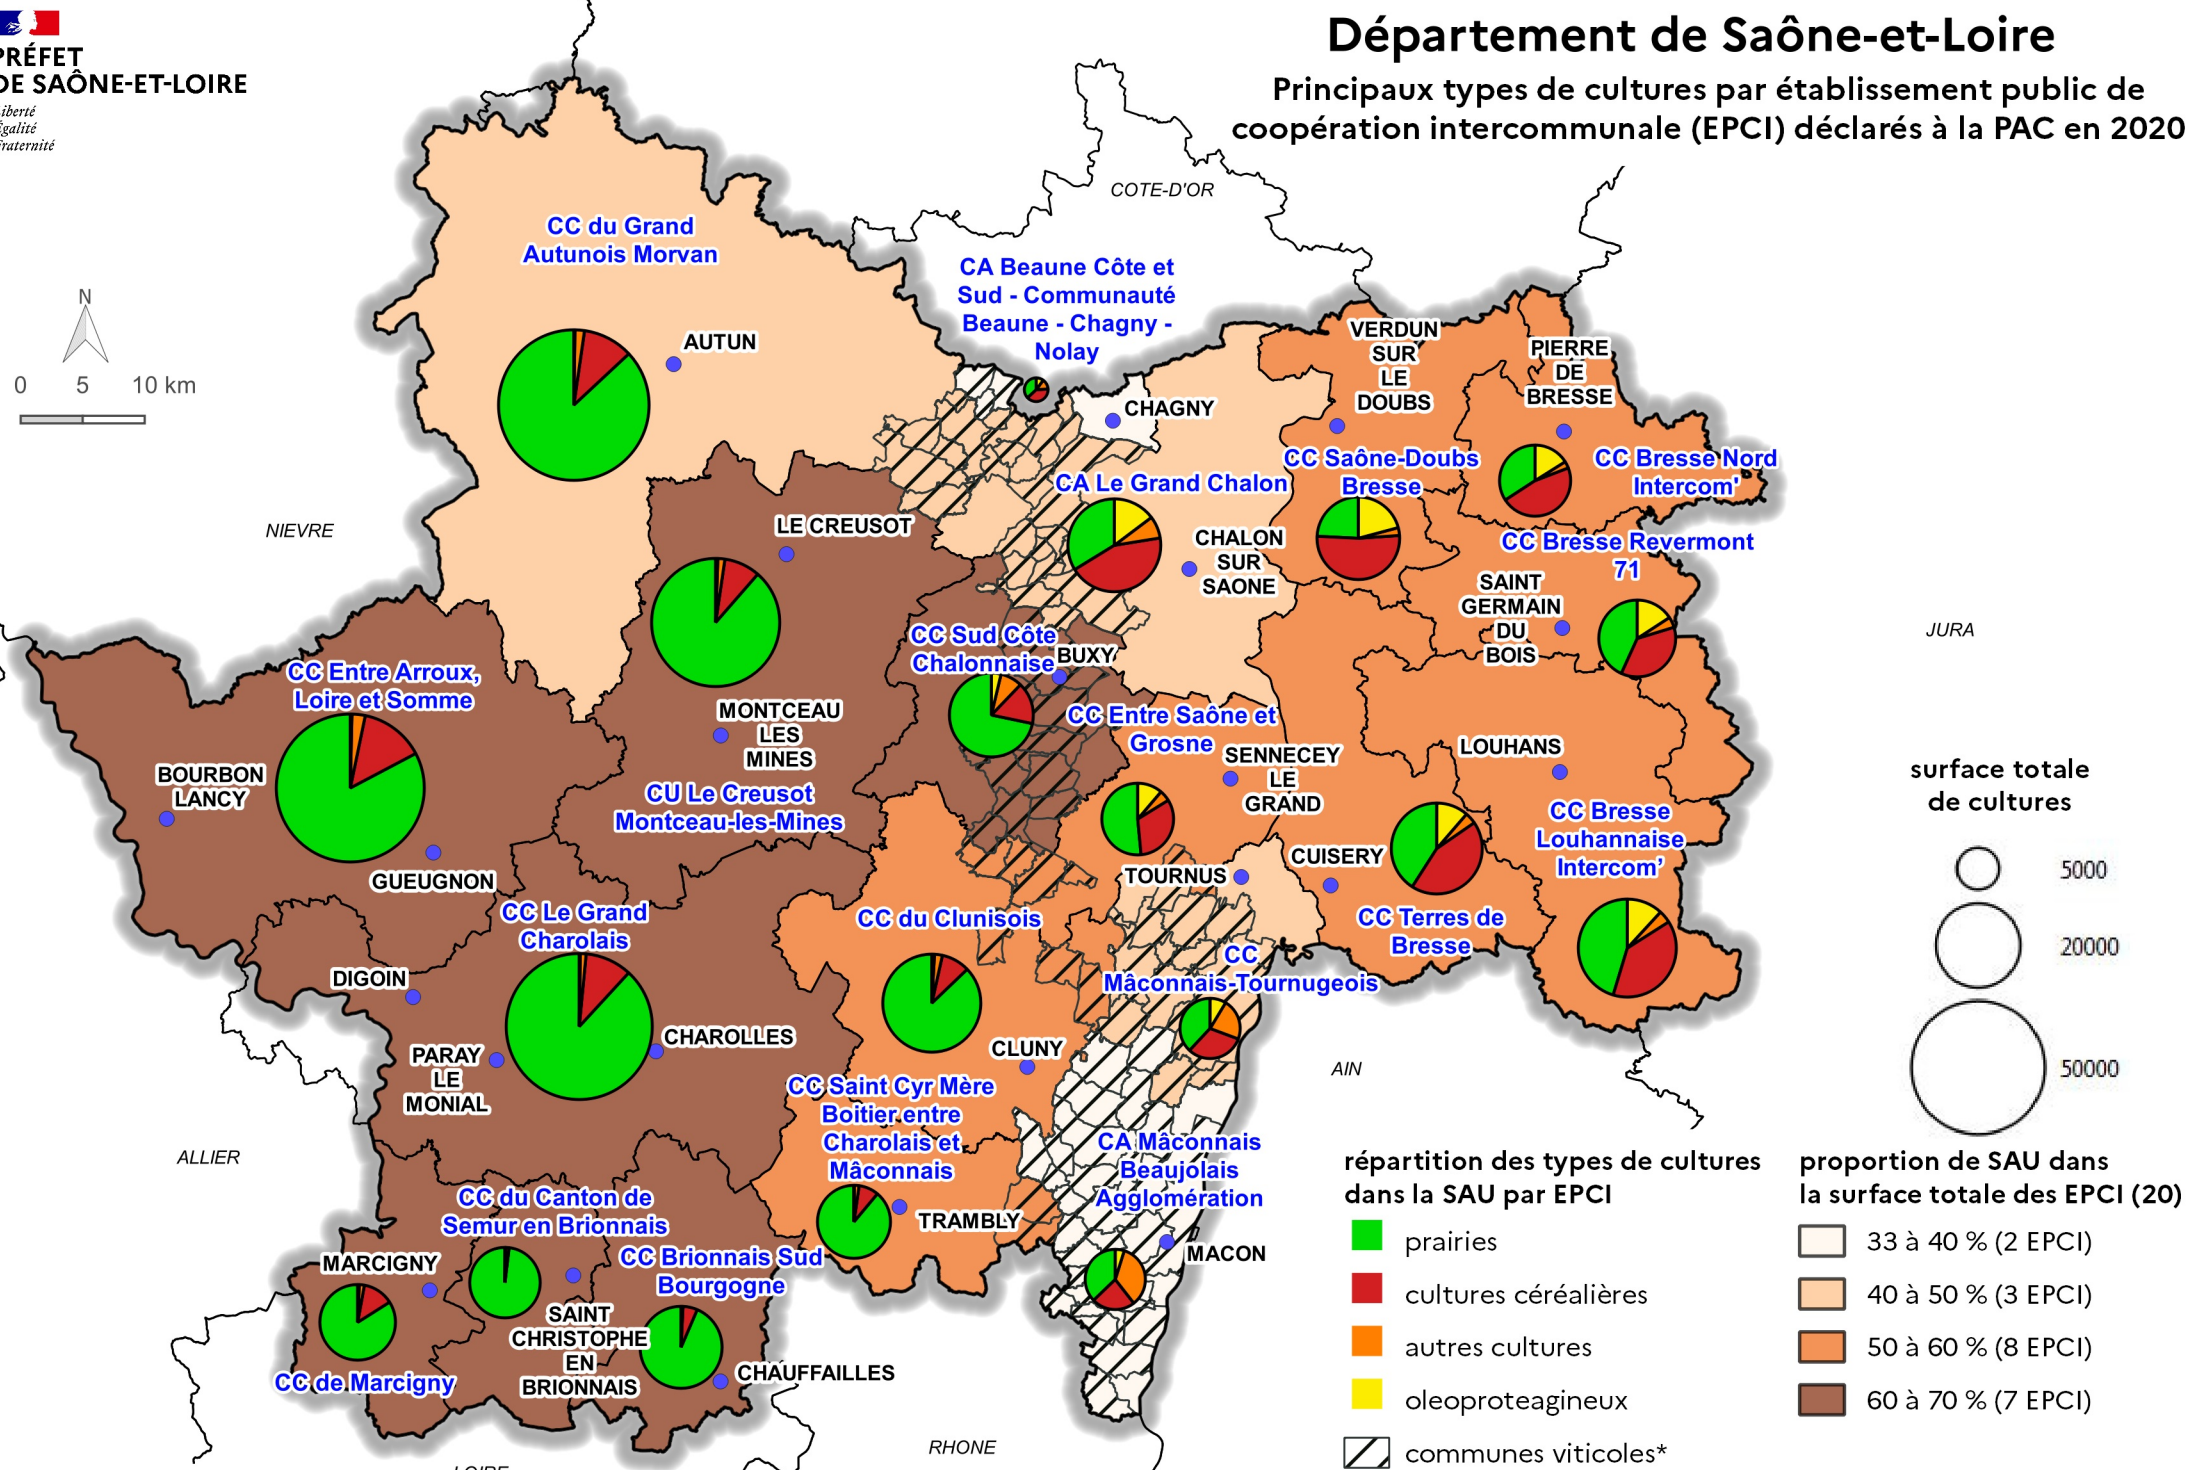 PRÉFET
DE SAÔNE-ET-LOIRE
Liberté
Égalité
Fraternité
Département de Saône-et-Loire
Principaux types de cultures par établissement public de
coopération intercommunale (EPCI) déclarés à la PAC en 2020
COTE-D'OR
CC du Grand
Autunois Morvan
CA Beaune Côte et
Sud - Communauté
Beaune - Chagny -
Nolay
N
0 5 10 km
AUTUN
VERDUN
SUR
LE
DOUBS
PIERRE
DE
BRESSE
CHAGNY
CC Saône-Doubs
Bresse
CC Bresse Nord
Intercom'
CA Le Grand Chalon
NIEVRE
LE CREUSOT
CHALON
SUR
SAONE
CC Bresse Revermont
71
SAINT
GERMAIN
DU
BOIS
JURA
CC Sud Côte
Chalonnaise
BUXY
CC Entre Arroux,
Loire et Somme
MONTCEAU
LES
MINES
CC Entre Saône et
Grosne
SENNECEY
LE
GRAND
LOUHANS
BOURBON
LANCY
CU Le Creusot
Montceau-les-Mines
CC Bresse
Louhannaise
Intercom’
surface totale
de cultures
5000
20000
50000
GUEUGNON
TOURNUS
CUISERY
CC Le Grand
Charolais
CC du Clunisois
CC Terres de
Bresse
CC
Mâconnais-Tournugeois
DIGOIN
CHAROLLES
PARAY
LE
MONIAL
CLUNY
AIN
CC Saint Cyr Mère
Boitier entre
Charolais et
Mâconnais
CA Mâconnais
Beaujolais
Agglomération
ALLIER
CC du Canton de
Semur en Brionnais
TRAMBLY
MACON
MARCIGNY
CC Brionnais Sud
Bourgogne
SAINT
CHRISTOPHE
EN
BRIONNAIS
CHAUFFAILLES
CC de Marcigny
RHONE
LOIRE
répartition des types de cultures
dans la SAU par EPCI
prairies
cultures céréalières
autres cultures
oleoproteagineux
communes viticoles*
proportion de SAU dans
la surface totale des EPCI (20)
33 à 40 % (2 EPCI)
40 à 50 % (3 EPCI)
50 à 60 % (8 EPCI)
60 à 70 % (7 EPCI)